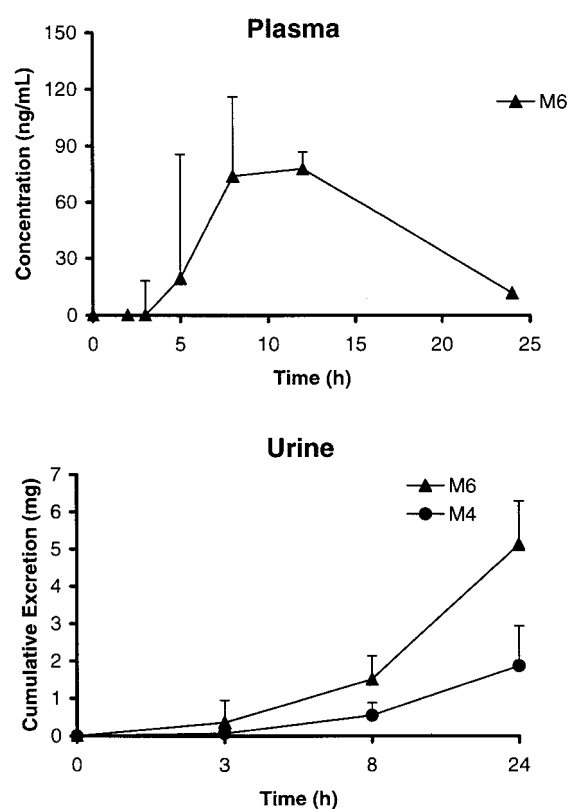 Plasma
150
120
90
60
30
0
Concentration (ng/mL)
M6
0 5 10 15 20 25
Time (h)
Urine
7
6
5
4
3
2
1
0
Cumulative Excretion (mg)
M6
M4
0 3 8 24
Time (h)